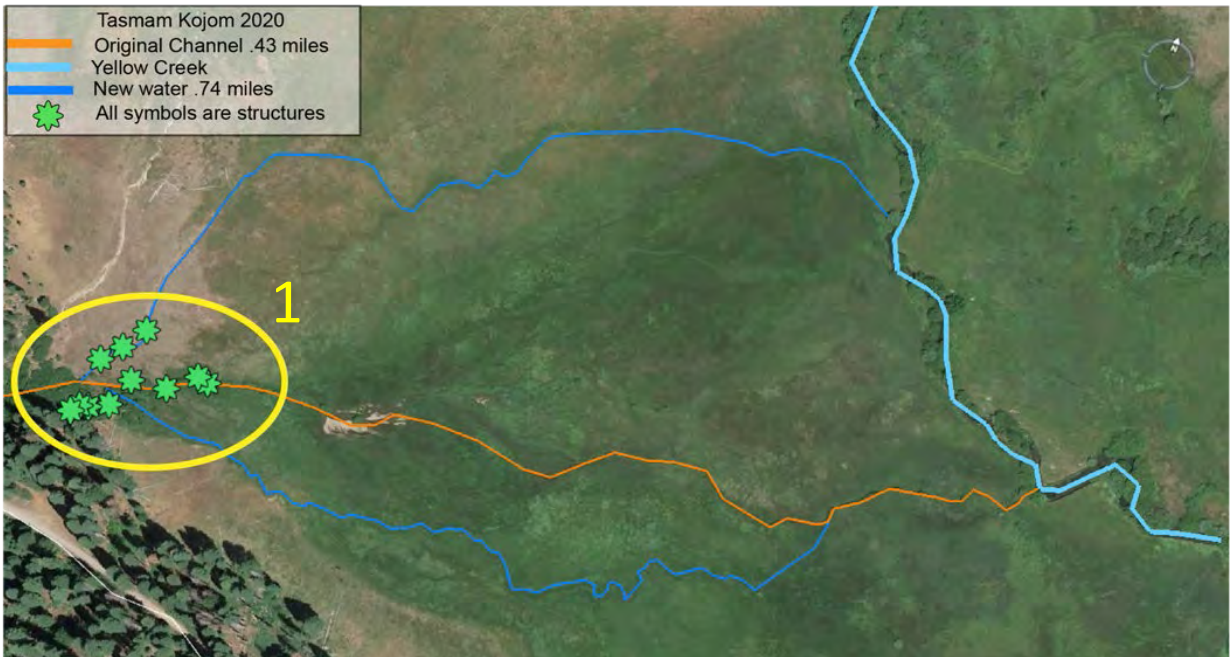 Tasmam Kojom 2020
Original Channel .43 miles
Yellow Creek
New water .74 miles
All symbols are structures
1
N